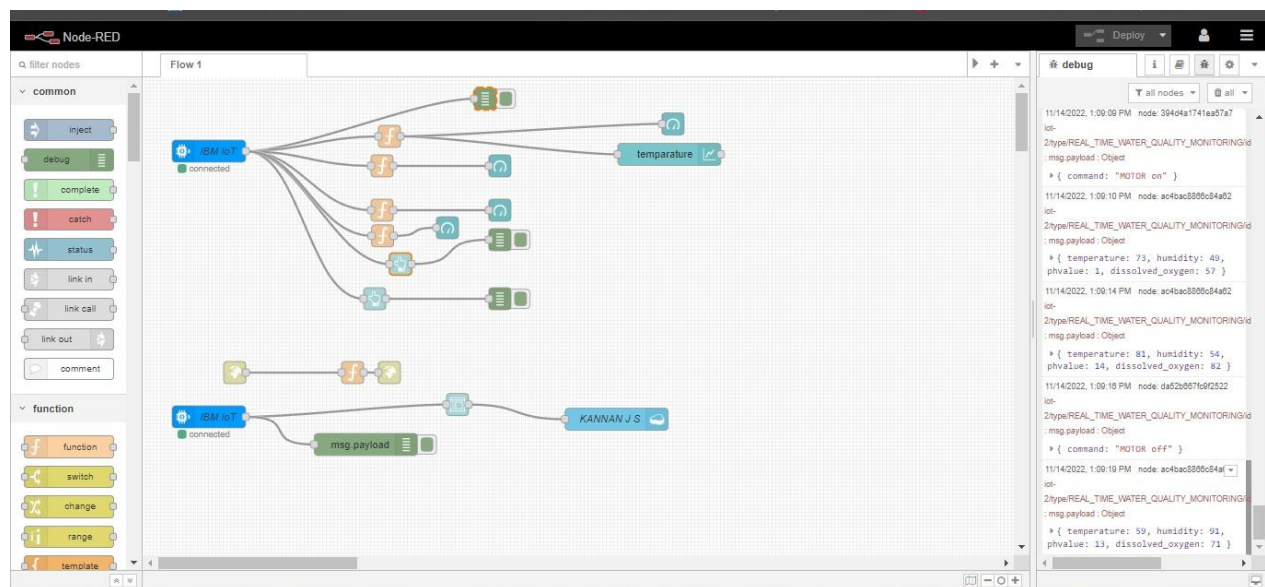 Node-RED
Deploy
filter nodes
Flow 1
debug
i
all nodes
all
common
inject
debug
complete
catch
status
link in
link call
link out
comment
function
function
switch
change
range
template
IBM IoT
connected
temparature
IBM IoT
connected
msg.payload
KANNAN J S
11/14/2022, 1:09:09 PM node: 394d4a1741ea67a7
iot-
2/type/REAL_TIME_WATER_QUALITY_MONITORING/id
: msg.payload : Object
{ command: "MOTOR on" }
11/14/2022, 1:09:10 PM node: ac4bac8866c84a62
iot-
2/type/REAL_TIME_WATER_QUALITY_MONITORING/id
: msg.payload : Object
{ temperature: 73, humidity: 49,
phvalue: 1, dissolved_oxygen: 57 }
11/14/2022, 1:09:14 PM node: ac4bac8866c84a62
iot-
2/type/REAL_TIME_WATER_QUALITY_MONITORING/id
: msg.payload : Object
{ temperature: 81, humidity: 54,
phvalue: 14, dissolved_oxygen: 82 }
11/14/2022, 1:09:16 PM node: da52b667fc9f2522
iot-
2/type/REAL_TIME_WATER_QUALITY_MONITORING/id
: msg.payload : Object
{ command: "MOTOR off" }
11/14/2022, 1:09:19 PM node: ac4bac8866c84a
iot-
2/type/REAL_TIME_WATER_QUALITY_MONITORING/i
: msg.payload : Object
{ temperature: 59, humidity: 91,
phvalue: 13, dissolved_oxygen: 71 }